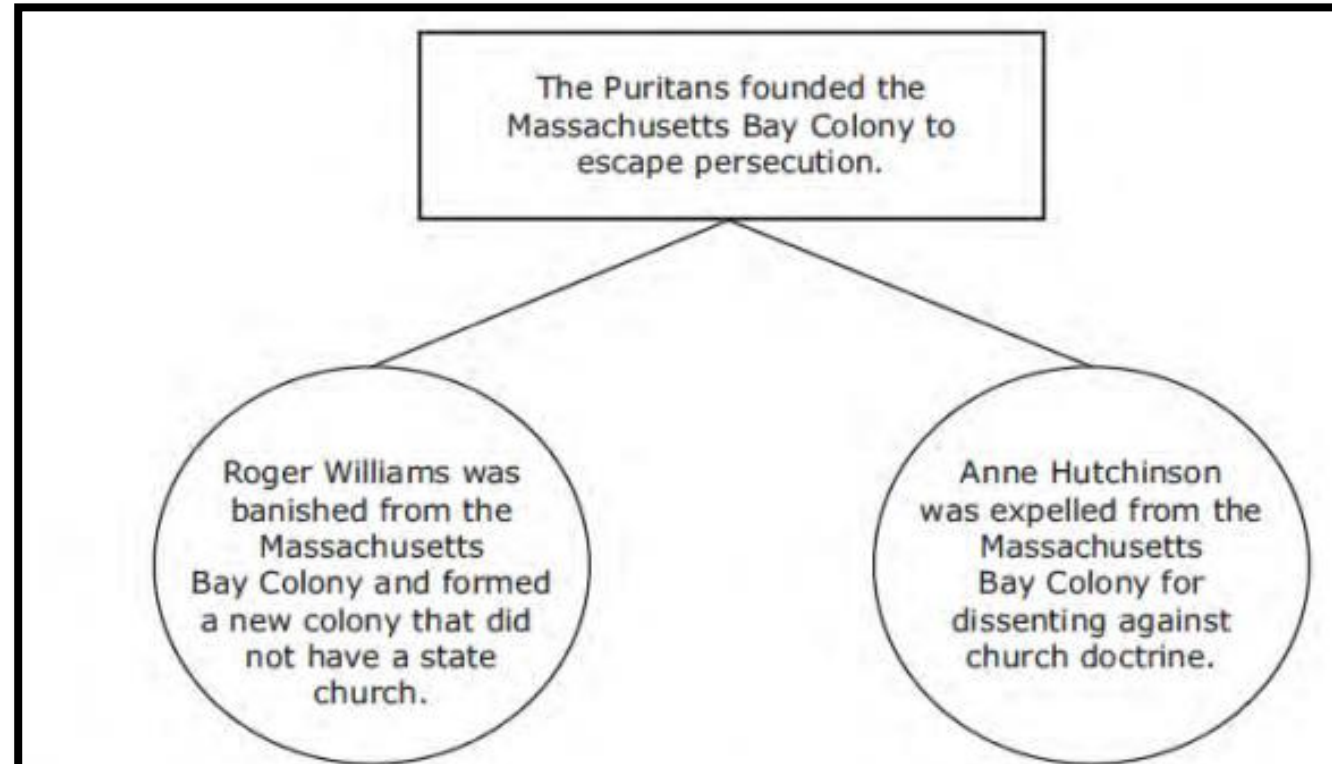 The Puritans founded the
Massachusetts Bay Colony to
escape persecution.
Roger Williams was
banished from the
Massachusetts
Bay Colony and formed
a new colony that did
not have a state
church.
Anne Hutchinson
was expelled from the
Massachusetts
Bay Colony for
dissenting against
church doctrine.